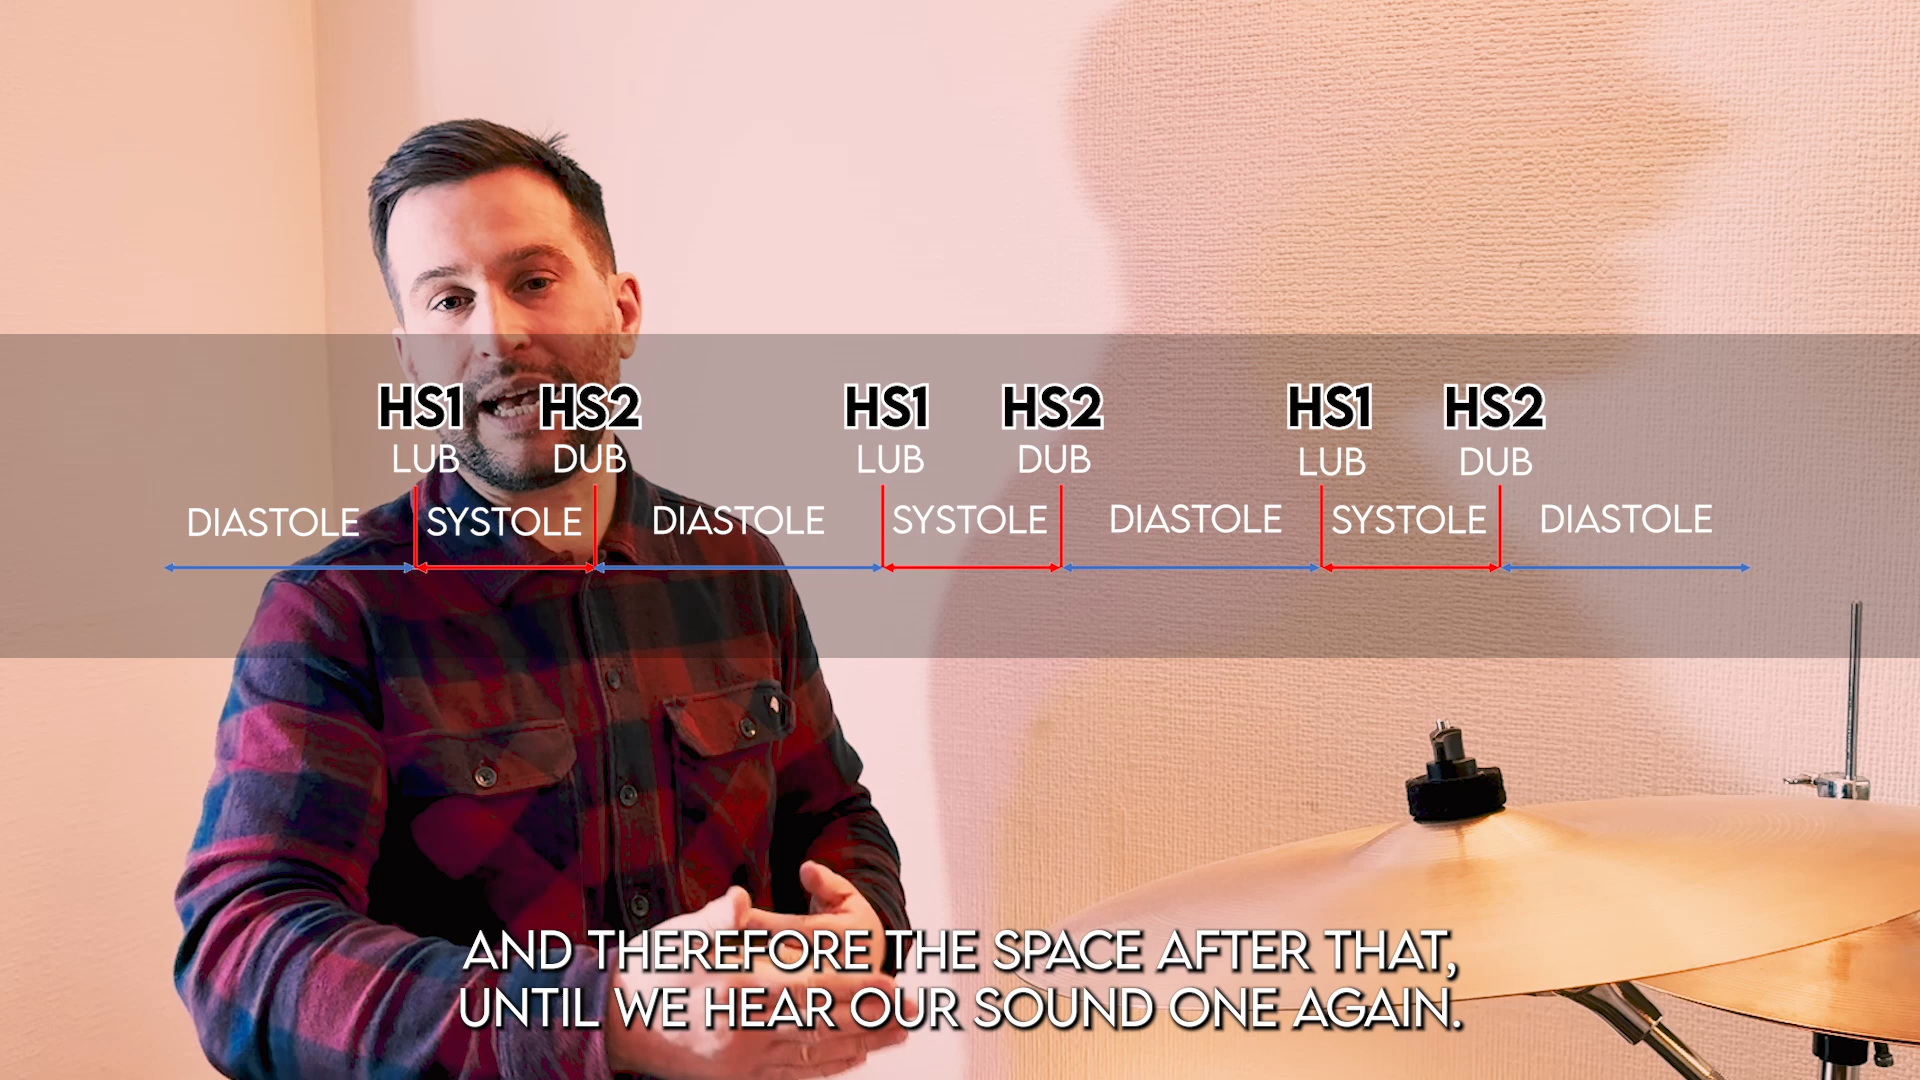 HS1 HS2 HS1 HS2 HS1 HS2
LUB DUB LUB DUB LUB DUB
DIASTOLE SYSTOLE DIASTOLE SYSTOLE DIASTOLE SYSTOLE DIASTOLE
AND THEREFORE THE SPACE AFTER THAT,
UNTIL WE HEAR OUR SOUND ONE AGAIN.